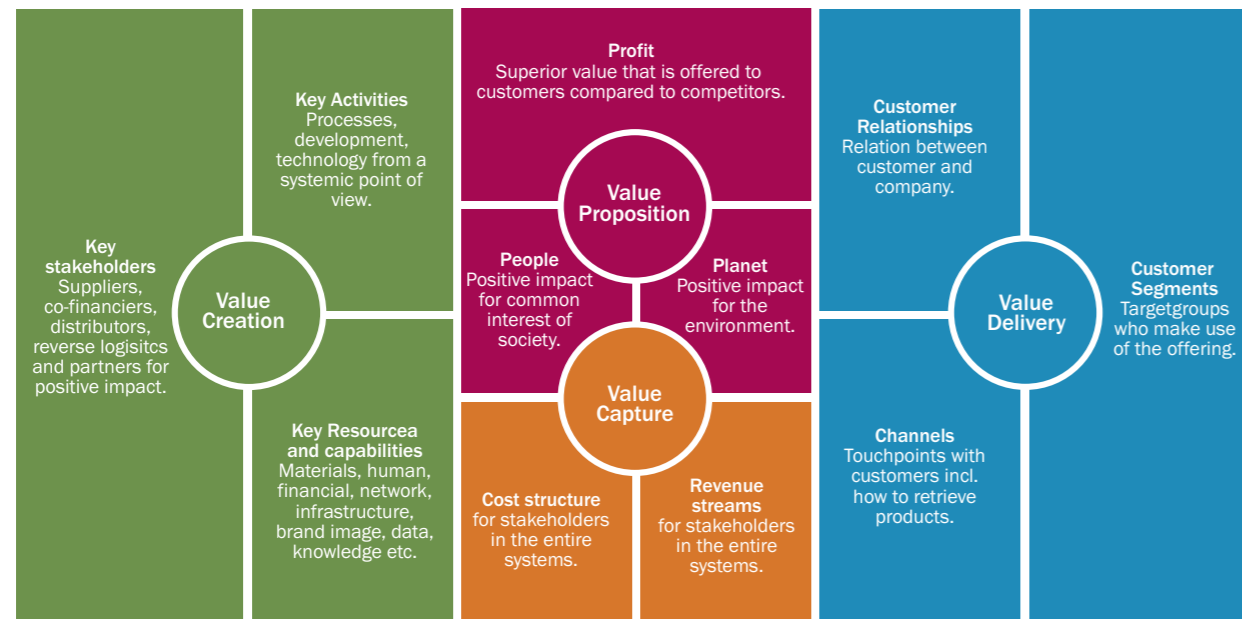 Key
stakeholders
Suppliers,
co-financiers,
distributors,
reverse logisitcs
and partners for
positive impact.
Value
Creation
Key Activities
Processes,
development,
technology from a
systemic point of
view.
Key Resourcea
and capabilities
Materials, human,
financial, network,
infrastructure,
brand image, data,
knowledge etc.
Profit
Superior value that is offered to
customers compared to competitors.
Value
Proposition
People
Positive impact
for common
interest of
society.
Planet
Positive impact
for the
environment.
Value
Capture
Cost structure
for stakeholders
in the entire
systems.
Revenue
streams
for stakeholders
in the entire
systems.
Customer
Relationships
Relation between
customer and
company.
Value
Delivery
Channels
Touchpoints with
customers incl.
how to retrieve
products.
Customer
Segments
Targetgroups
who make use
of the offering.